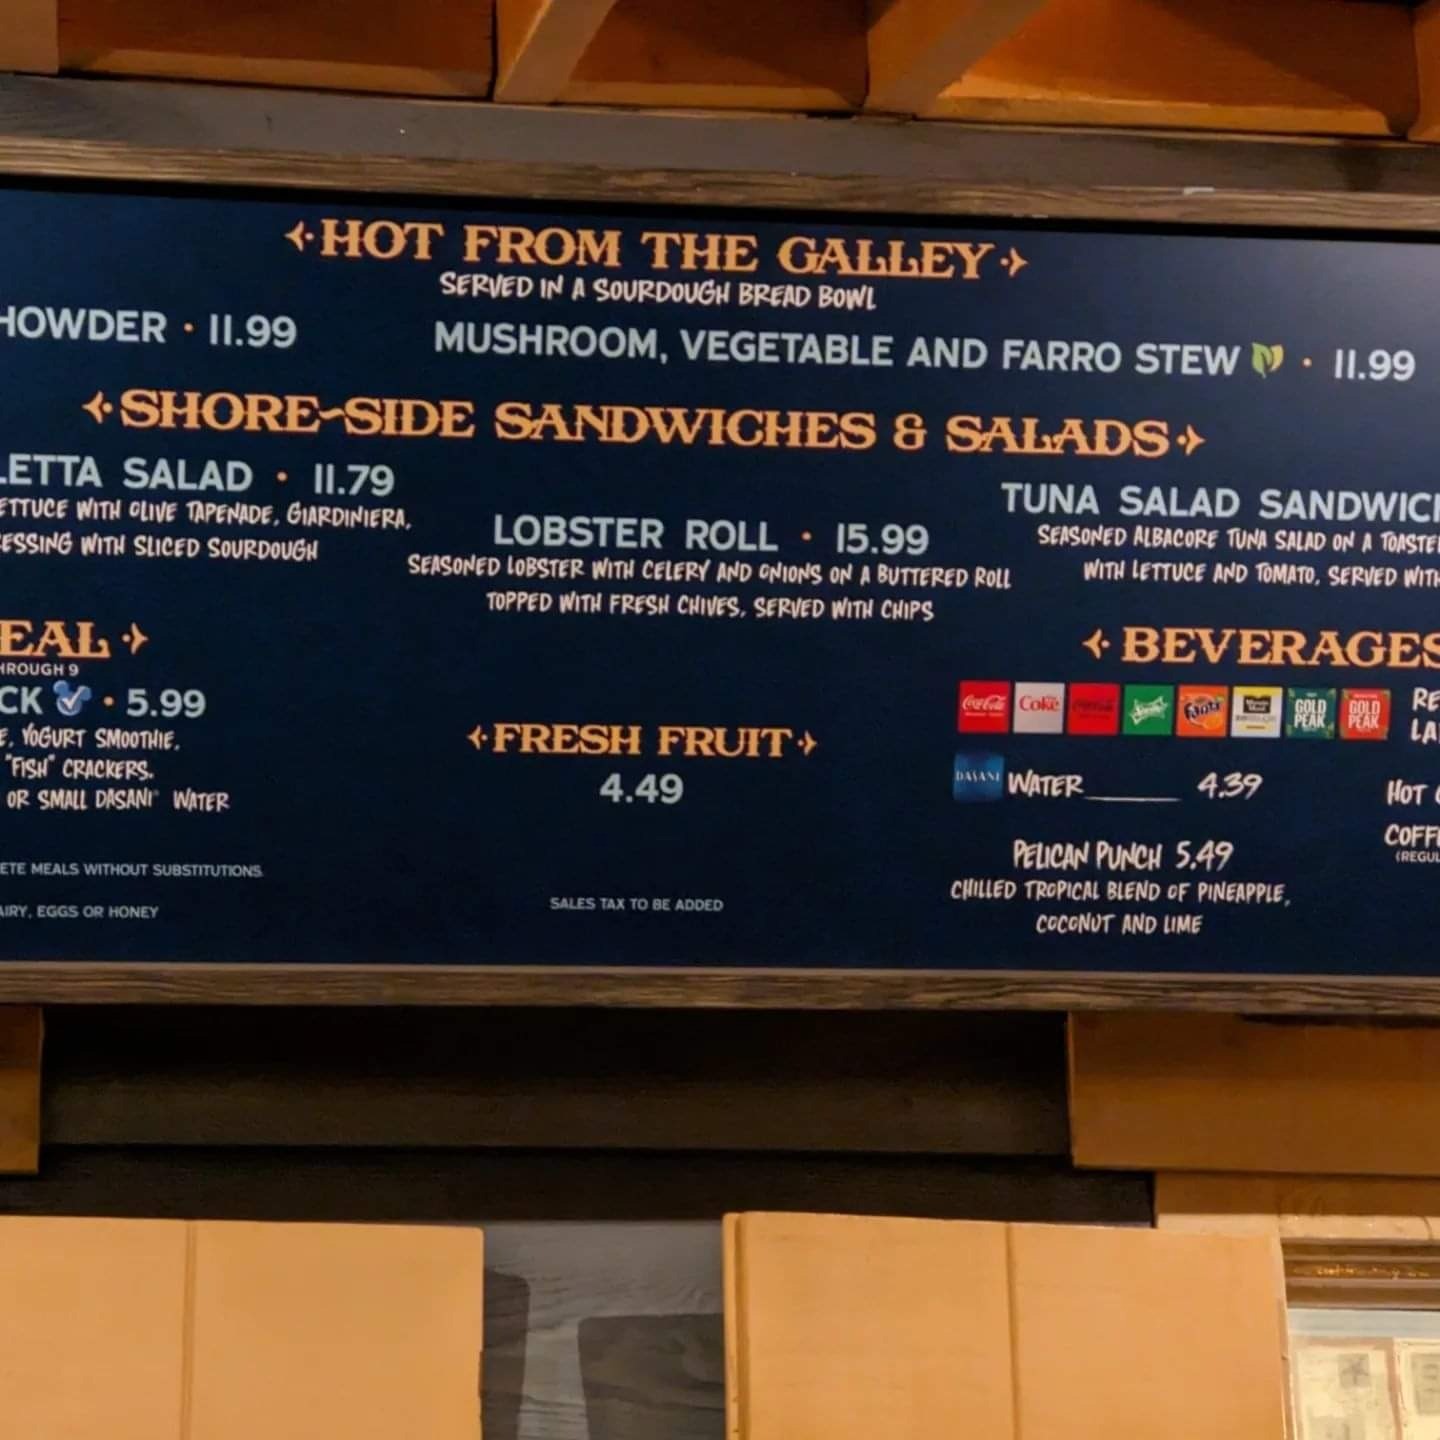 HOT FROM THE GALLEY
SERVED IN A SOURDOUGH BREAD BOWL
HOWDER · 11.99
MUSHROOM, VEGETABLE AND FARRO STEW · 11.99
SHORE-SIDE SANDWICHES & SALADS
LETTA SALAD · 11.79
ETTUCE WITH OLIVE TAPENADE, GIARDINIERA,
ESSING WITH SLICED SOURDOUGH
LOBSTER ROLL · 15.99
SEASONED LOBSTER WITH CELERY AND ONIONS ON A BUTTERED ROLL
TOPPED WITH FRESH CHIVES, SERVED WITH CHIPS
TUNA SALAD SANDWICH
SEASONED ALBACORE TUNA SALAD ON A TOASTE
WITH LETTUCE AND TOMATO, SERVED WITH
EAL
HROUGH 9
CK · 5.99
E, YOGURT SMOOTHIE,
"FISH" CRACKERS,
OR SMALL DASANI® WATER
ETE MEALS WITHOUT SUBSTITUTIONS.
AIRY, EGGS OR HONEY
FRESH FRUIT
4.49
SALES TAX TO BE ADDED
BEVERAGES
Coca-Cola Coke Coca-Cola Sprite Fanta Minute Maid GOLD PEAK GOLD PEAK
RE
LA
DASANI WATER 4.39
HOT
COFF
(REGUL
PELICAN PUNCH 5.49
CHILLED TROPICAL BLEND OF PINEAPPLE,
COCONUT AND LIME